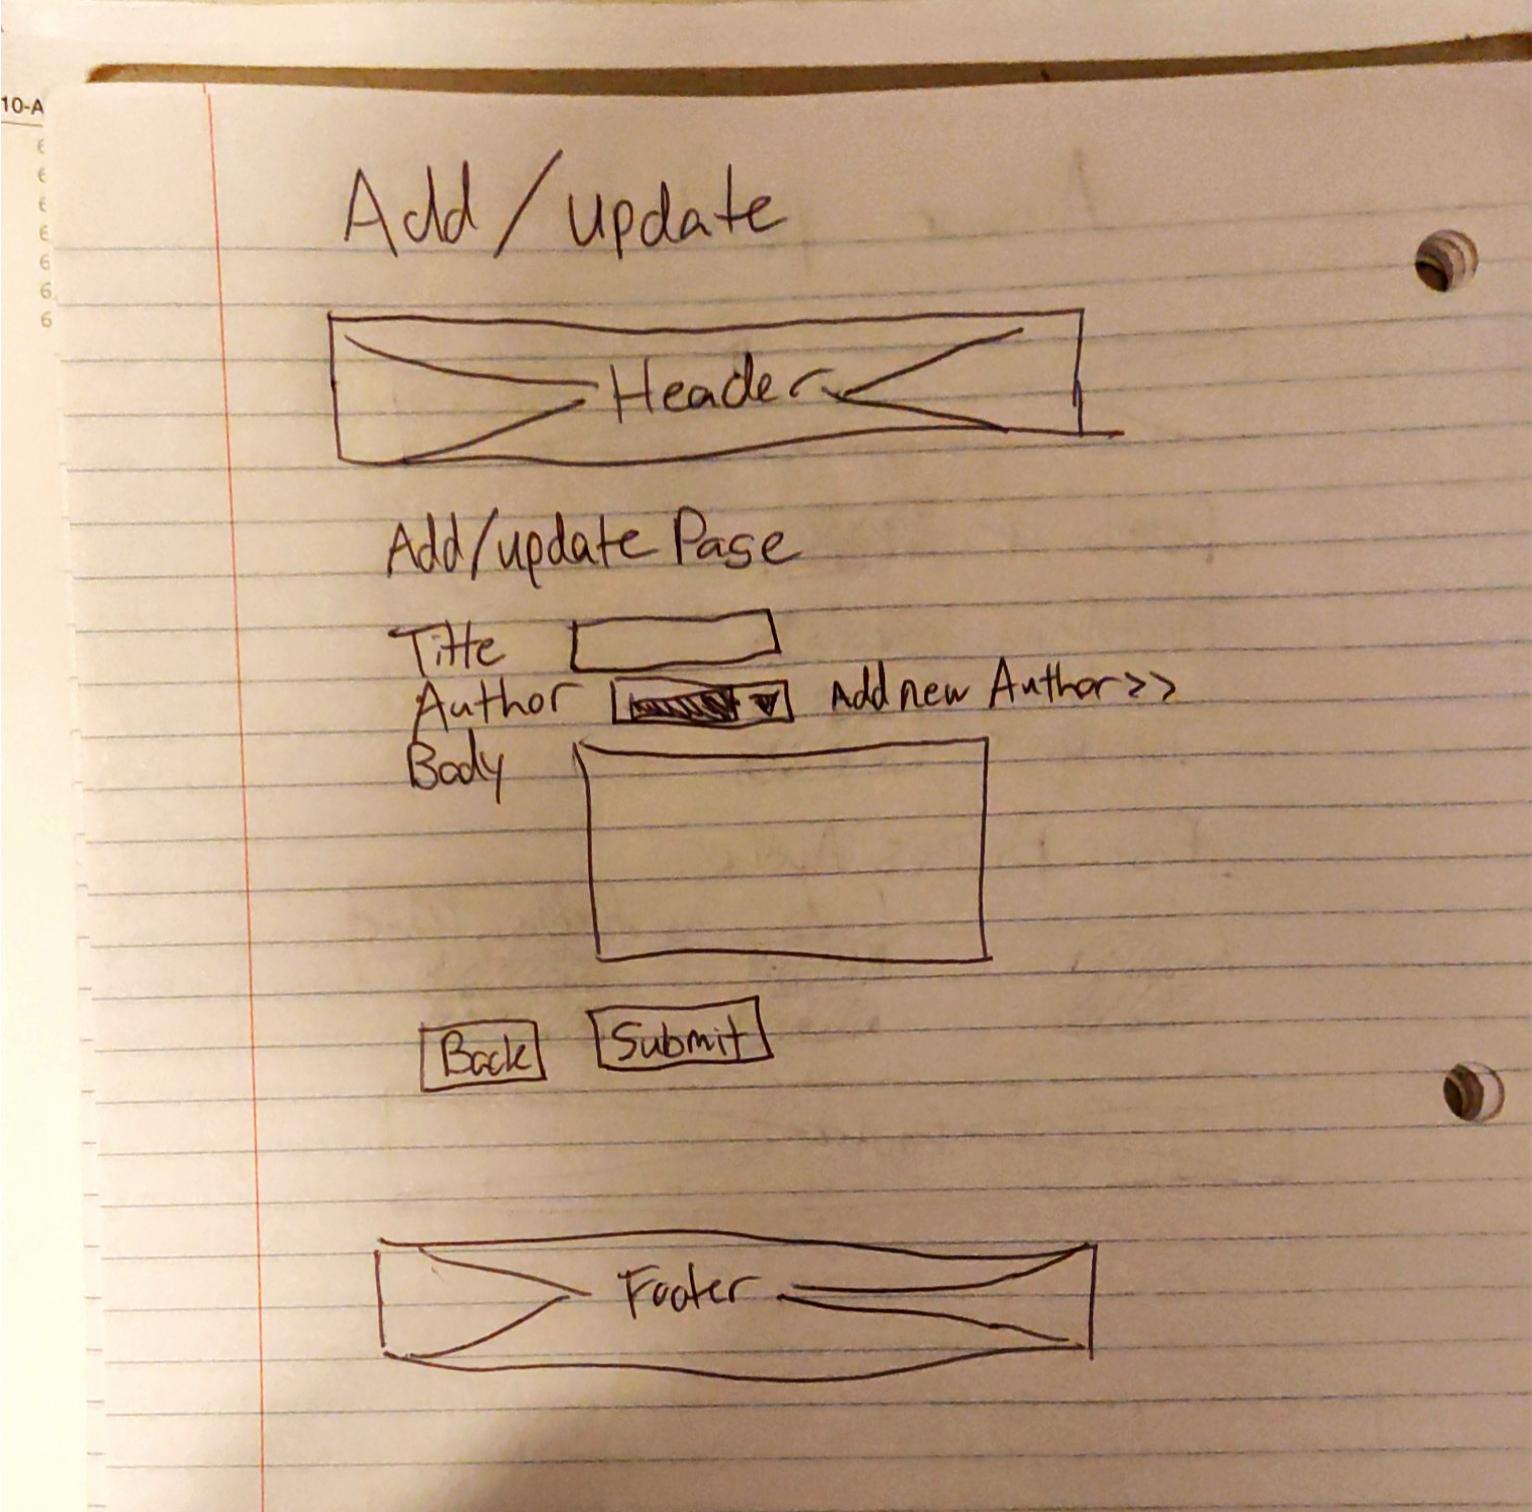 10-A
6
6
6
6
6
6
6
Add/update
Header
Add/update Page
Title
Author Add new Author>>
Body
Back Submit
Footer